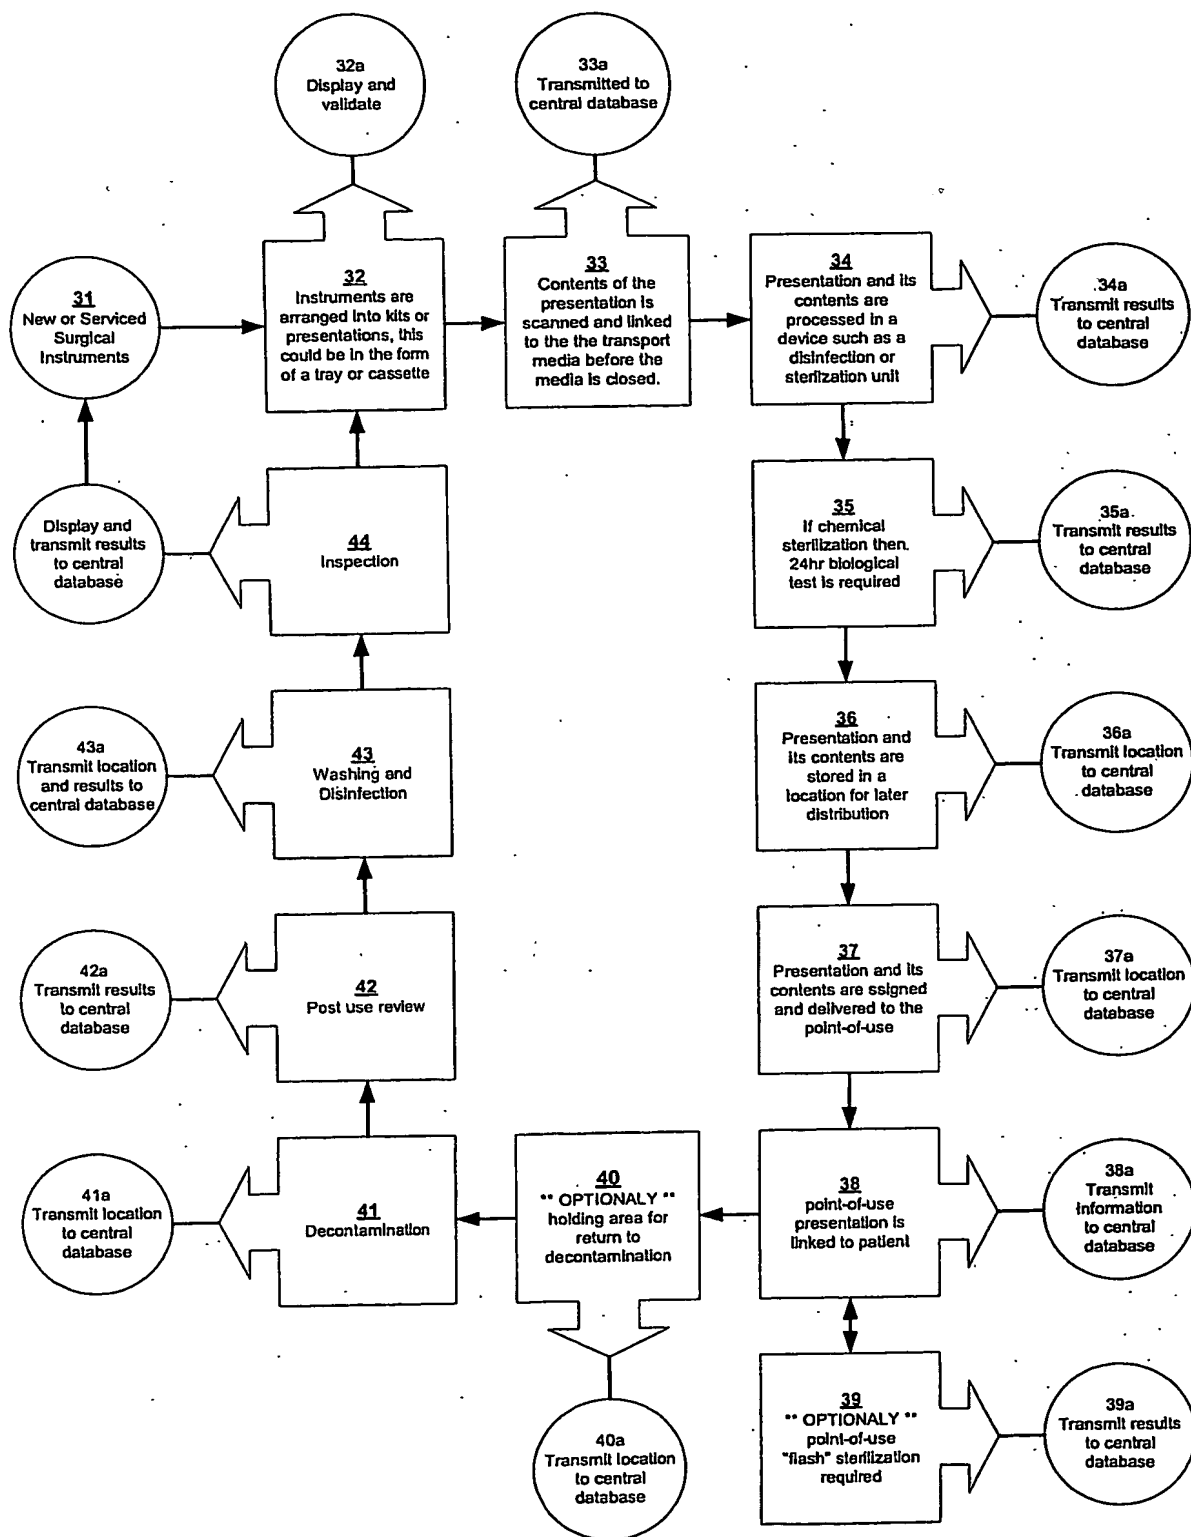 32a
Display and
validate
33a
Transmitted to
central database
31
New or Serviced
Surgical
Instruments
32
Instruments are
arranged into kits or
presentations, this
could be in the form
of a tray or cassette
33
Contents of the
presentation is
scanned and linked
to the the transport
media before the
media is closed.
34
Presentation and its
contents are
processed in a
device such as a
disinfection or
sterilization unit
34a
Transmit results
to central
database
Display and
transmit results
to central
database
44
Inspection
35
If chemical
sterilization then.
24hr biological
test is required
35a
Transmit results
to central
database
43a
Transmit location
and results to
central database
43
Washing and
Disinfection
36
Presentation and
its contents are
stored in a
location for later
distribution
36a
Transmit location
to central
database
42a
Transmit results
to central
database
42
Post use review
37
Presentation and its
contents are ssigned
and delivered to the
point-of-use
37a
Transmit location
to central
database
41a
Transmit location
to central
database
41
Decontamination
40
** OPTIONALY **
holding area for
return to
decontamination
38
point-of-use
presentation is
linked to patient
38a
Transmit
information
to central
database
40a
Transmit location
to central
database
39
** OPTIONALY **
point-of-use
"flash" sterilization
required
39a
Transmit results
to central
database